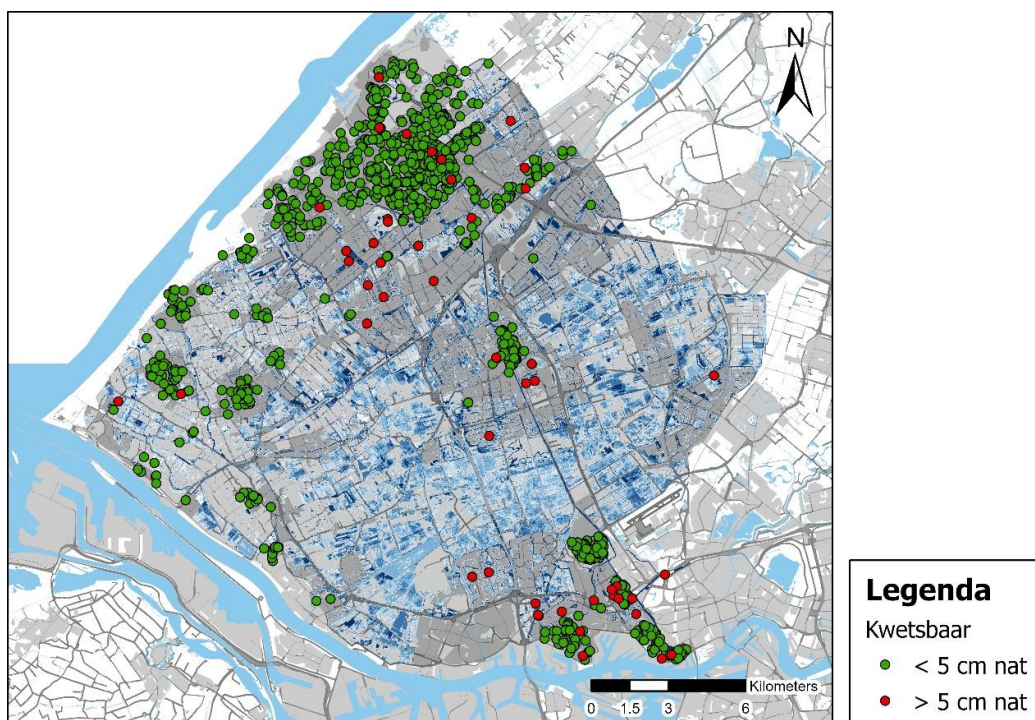 N
Kilometers
0 1.5 3 6
Legenda
Kwetsbaar
< 5 cm nat
> 5 cm nat